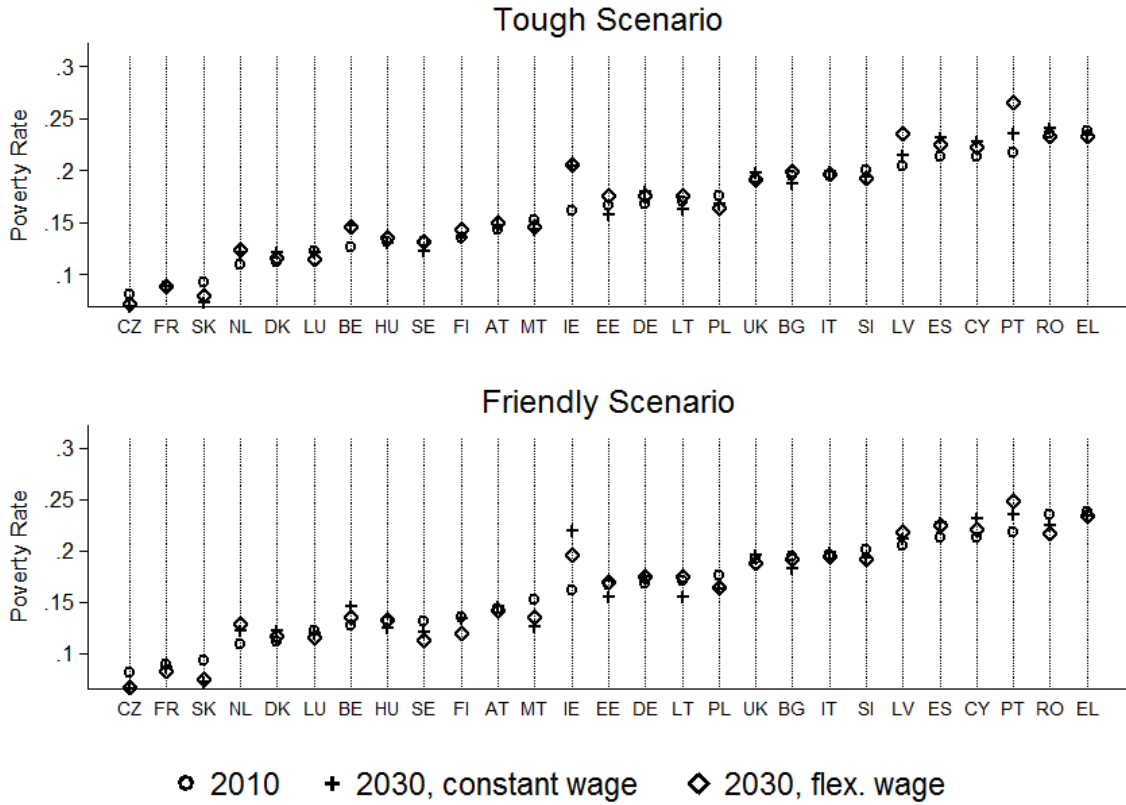 Tough Scenario
Poverty Rate
.3
.25
.2
.15
.1
CZ FR SK NL DK LU BE HU SE FI AT MT IE EE DE LT PL UK BG IT SI LV ES CY PT RO EL
Friendly Scenario
Poverty Rate
.3
.25
.2
.15
.1
CZ FR SK NL DK LU BE HU SE FI AT MT IE EE DE LT PL UK BG IT SI LV ES CY PT RO EL
2010 2030, constant wage 2030, flex. wage